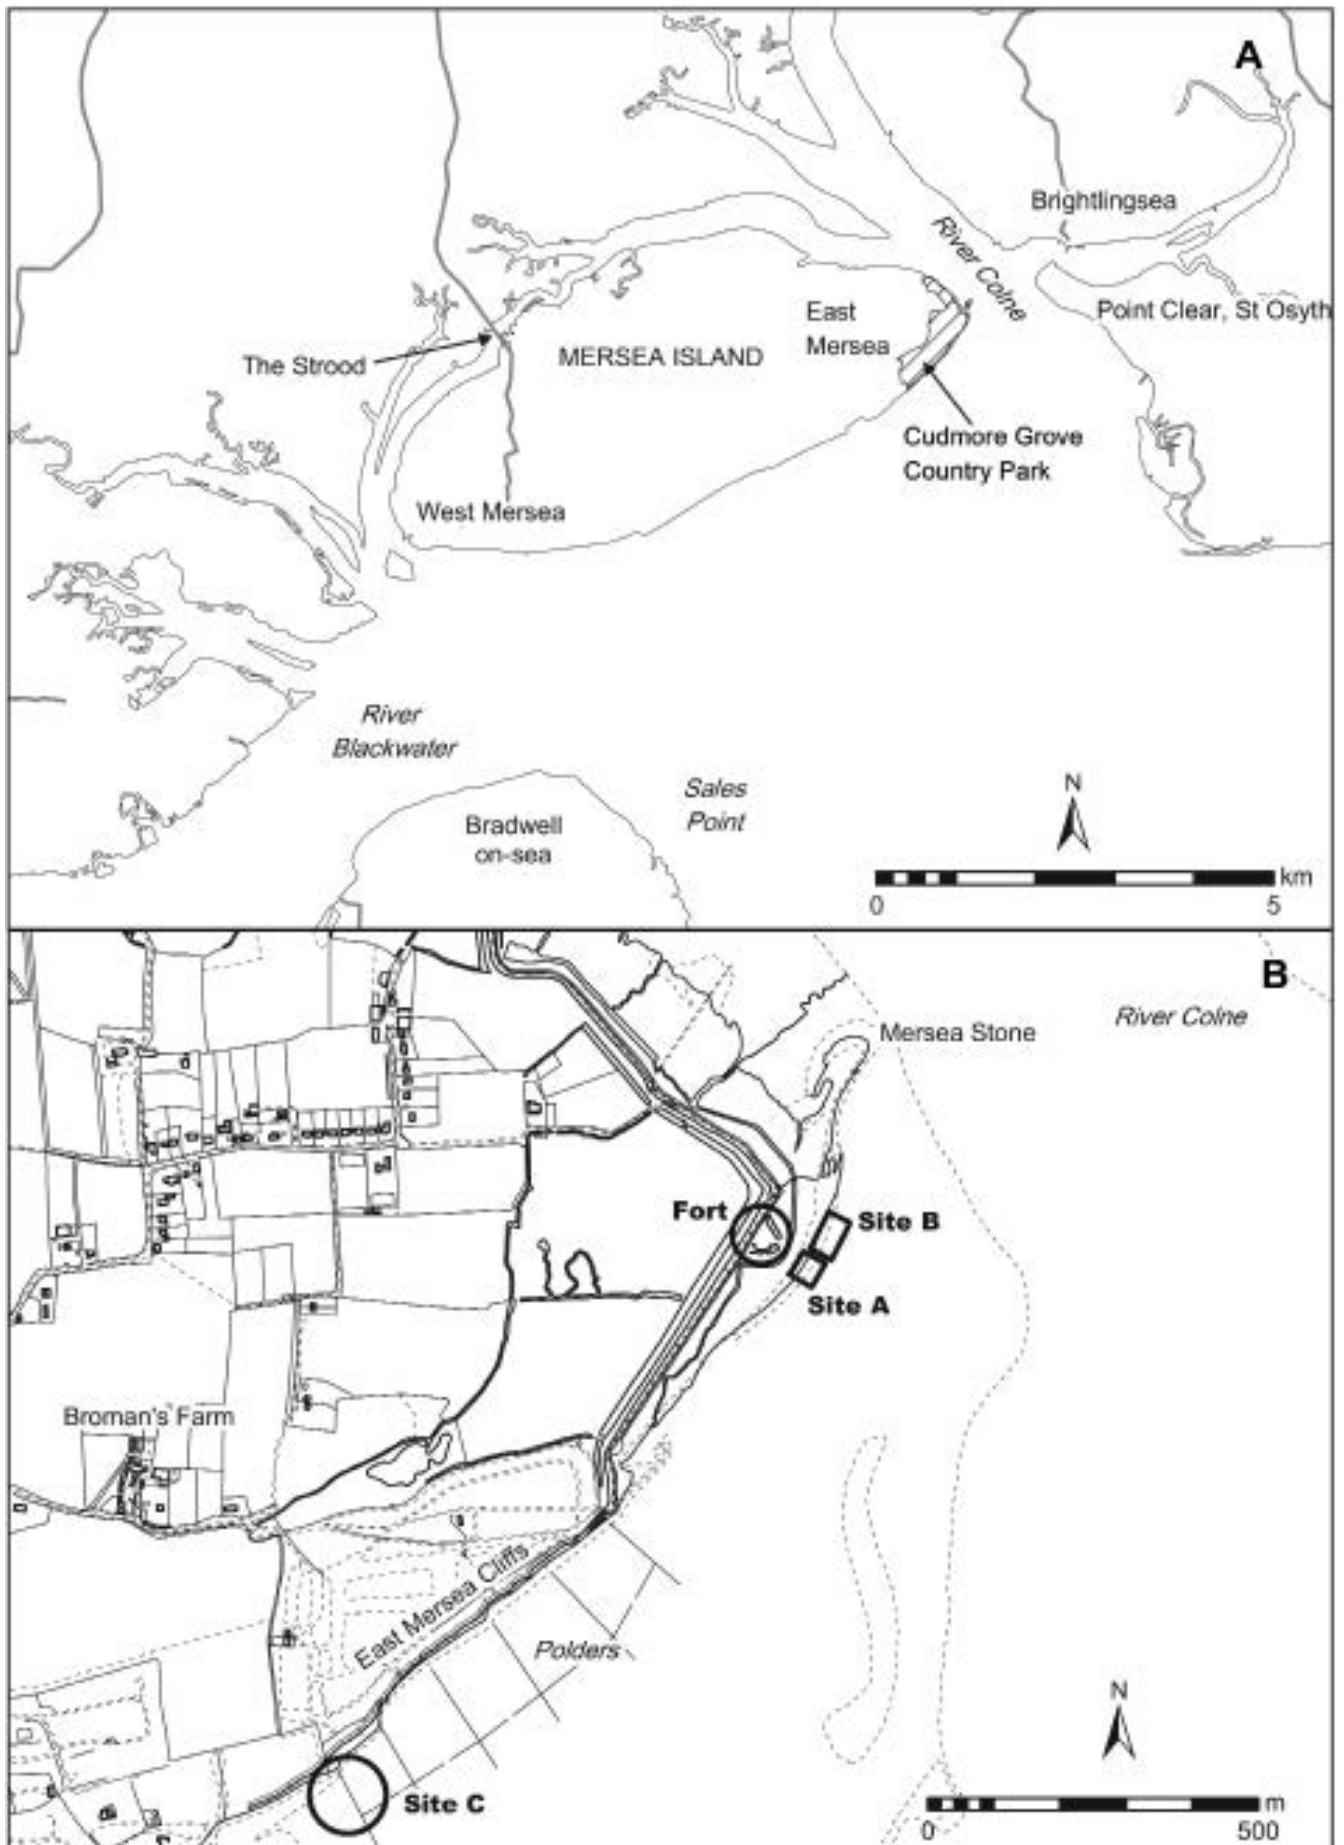 A
Brightlingsea
River Colne
Point Clear, St Osyth
East
Mersea
MERSEA ISLAND
The Strood
Cudmore Grove
Country Park
West Mersea
River
Blackwater
Sales
Point
Bradwell
on-sea
N
km
0
5
B
River Colne
Mersea Stone
Fort
Site B
Site A
Broman's Farm
East Mersea Cliffs
Polders
N
Site C
m
0
500